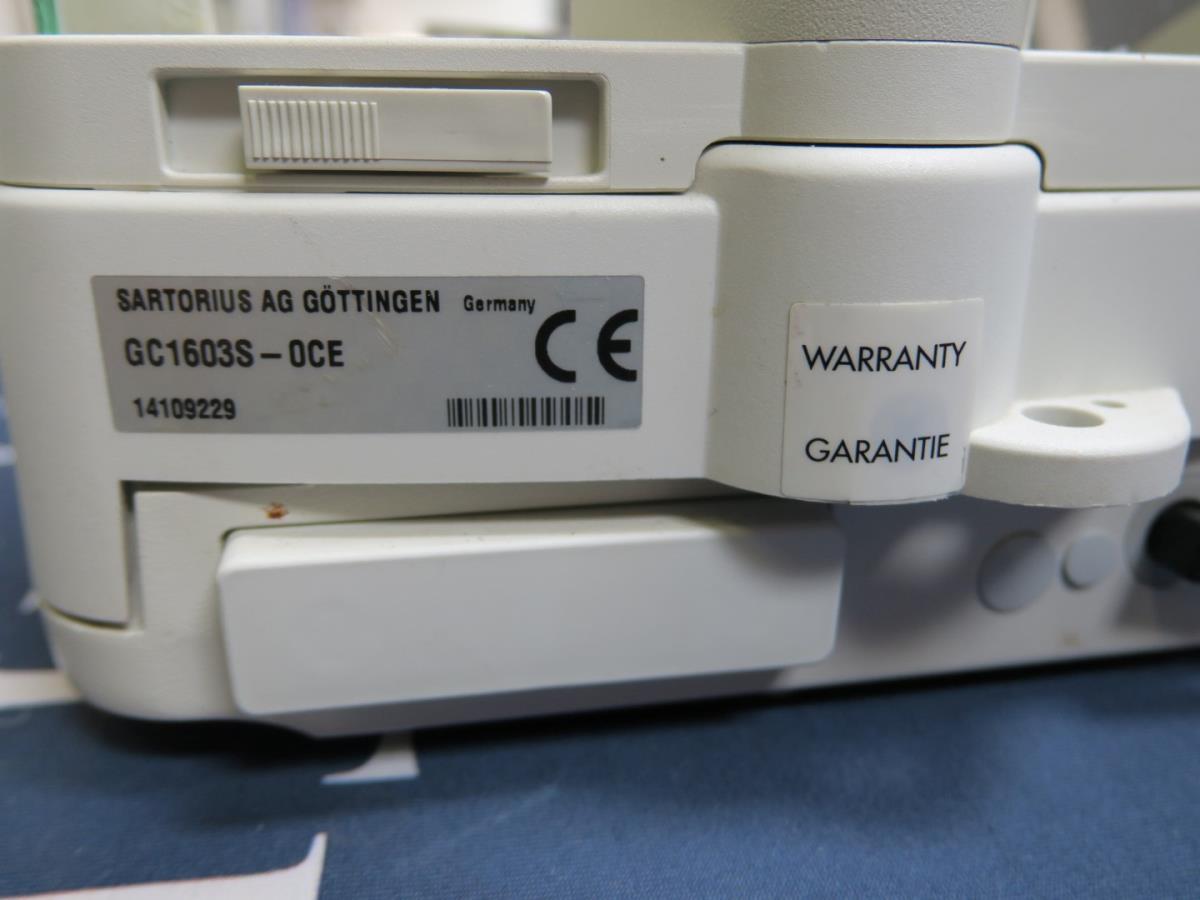 SARTORIUS AG GÖTTINGEN Germany
GC1603S-0CE
CE
14109229
WARRANTY
GARANTIE